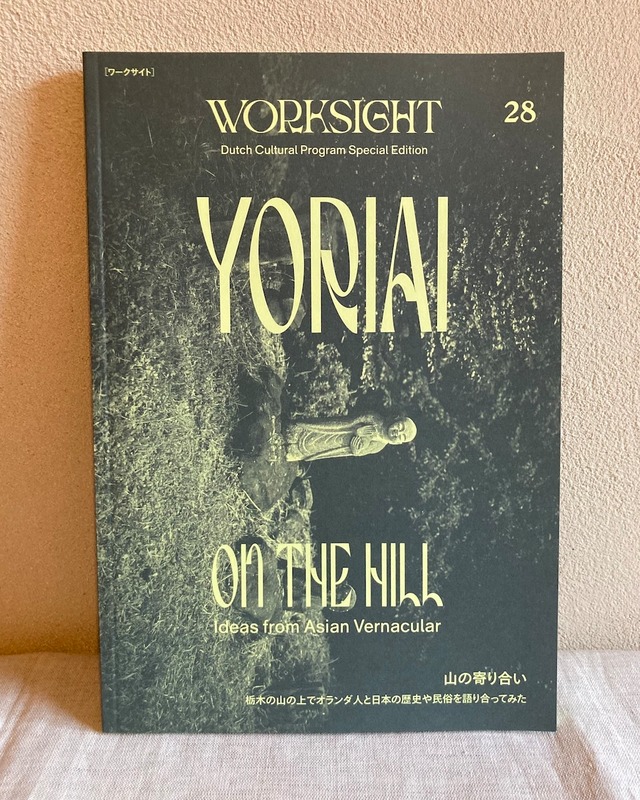 [ワークサイト]
WORKSIGHT
28
Dutch Cultural Program Special Edition
YORIAI
ON THE HILL
Ideas from Asian Vernacular
山の寄り合い
栃木の山の上でオランダ人と日本の歴史や民俗を語り合ってみた